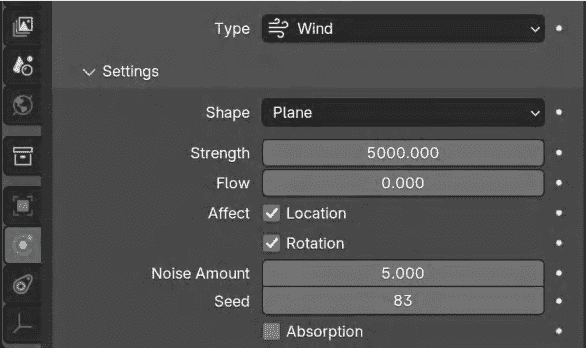 Type Wind
Settings
Shape Plane
Strength 5000.000
Flow 0.000
Affect Location
Rotation
Noise Amount 5.000
Seed 83
Absorption